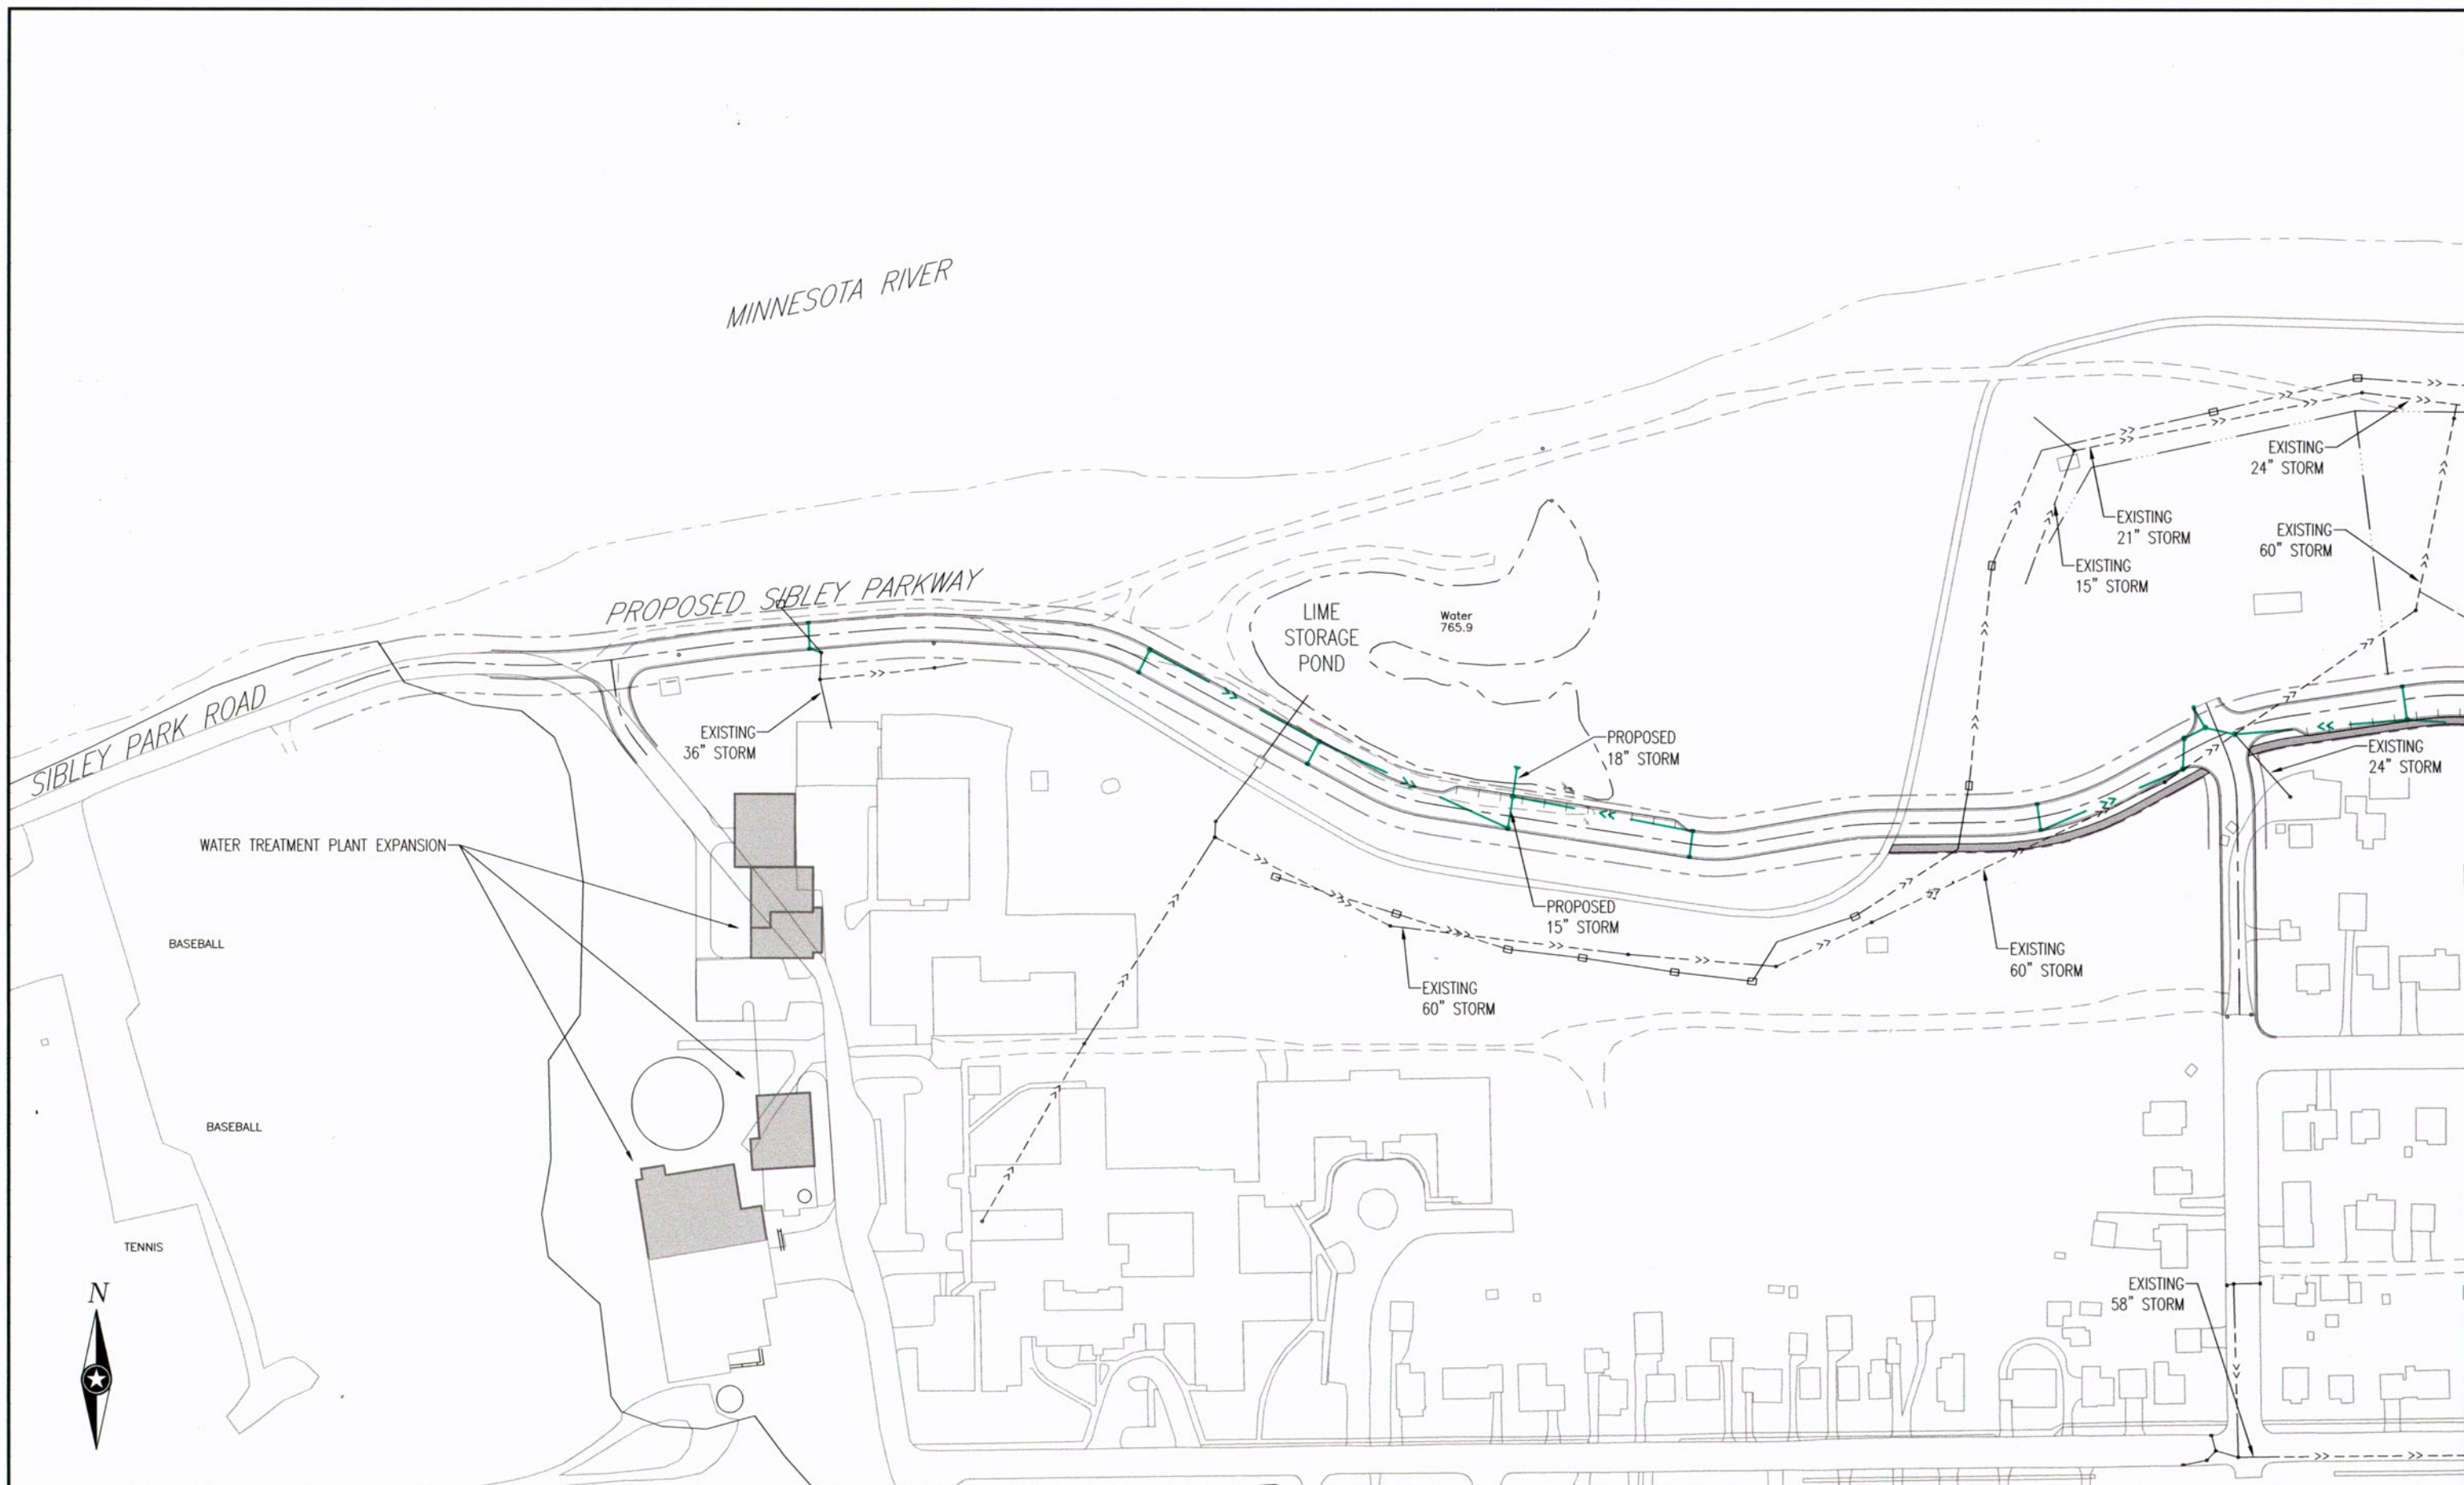 MINNESOTA RIVER
PROPOSED SIBLEY PARKWAY
SIBLEY PARK ROAD
EXISTING
24" STORM
EXISTING
21" STORM
EXISTING
60" STORM
EXISTING
15" STORM
LIME
STORAGE
POND
Water
765.9
EXISTING
36" STORM
PROPOSED
18" STORM
EXISTING
24" STORM
WATER TREATMENT PLANT EXPANSION
PROPOSED
15" STORM
BASEBALL
EXISTING
60" STORM
EXISTING
60" STORM
BASEBALL
TENNIS
N
EXISTING
58" STORM